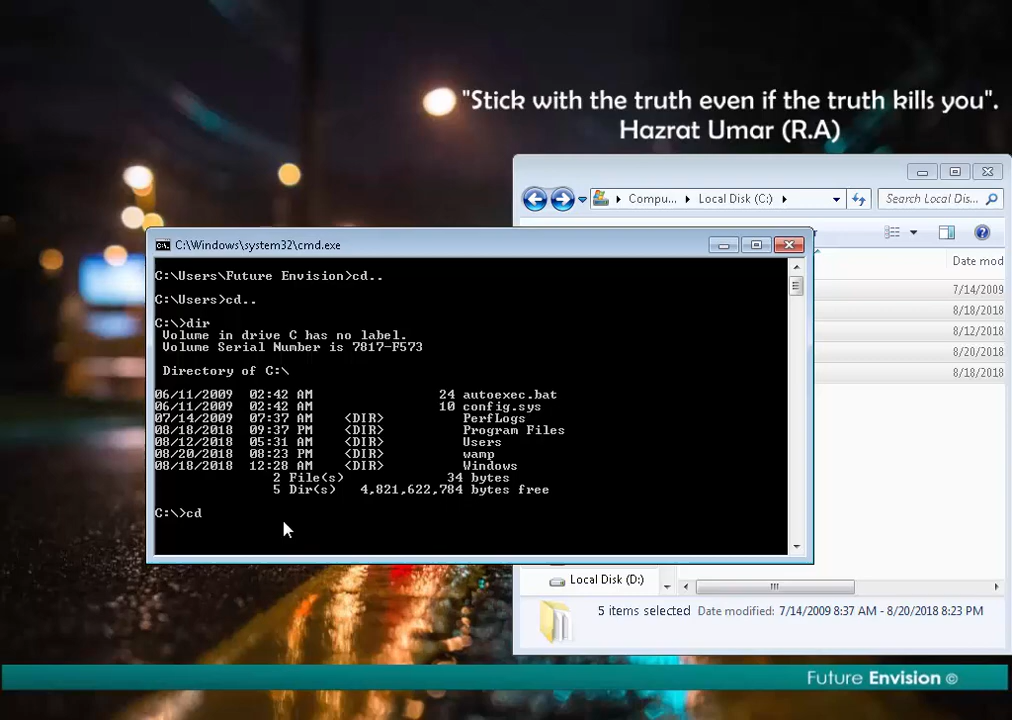 "Stick with the truth even if the truth kills you".
Hazrat Umar (R.A)
Compu... Local Disk (C:) Search Local Dis...
Date mod
7/14/2009
8/18/2018
8/12/2018
8/20/2018
8/18/2018
C:\Windows\system32\cmd.exe
C:\Users\Future Envision>cd..
C:\Users>cd..
C:\>dir
Volume in drive C has no label.
Volume Serial Number is 7817-F573
Directory of C:\
06/11/2009 02:42 AM 24 autoexec.bat
06/11/2009 02:42 AM 10 config.sys
07/14/2009 07:37 AM <DIR> PerfLogs
08/18/2018 09:37 PM <DIR> Program Files
08/12/2018 05:31 AM <DIR> Users
08/20/2018 08:23 PM <DIR> wamp
08/18/2018 12:28 AM <DIR> Windows
2 File(s) 34 bytes
5 Dir(s) 4,821,622,784 bytes free
C:\>cd
Local Disk (D:)
5 items selected Date modified: 7/14/2009 8:37 AM - 8/20/2018 8:23 PM
Future Envision ©